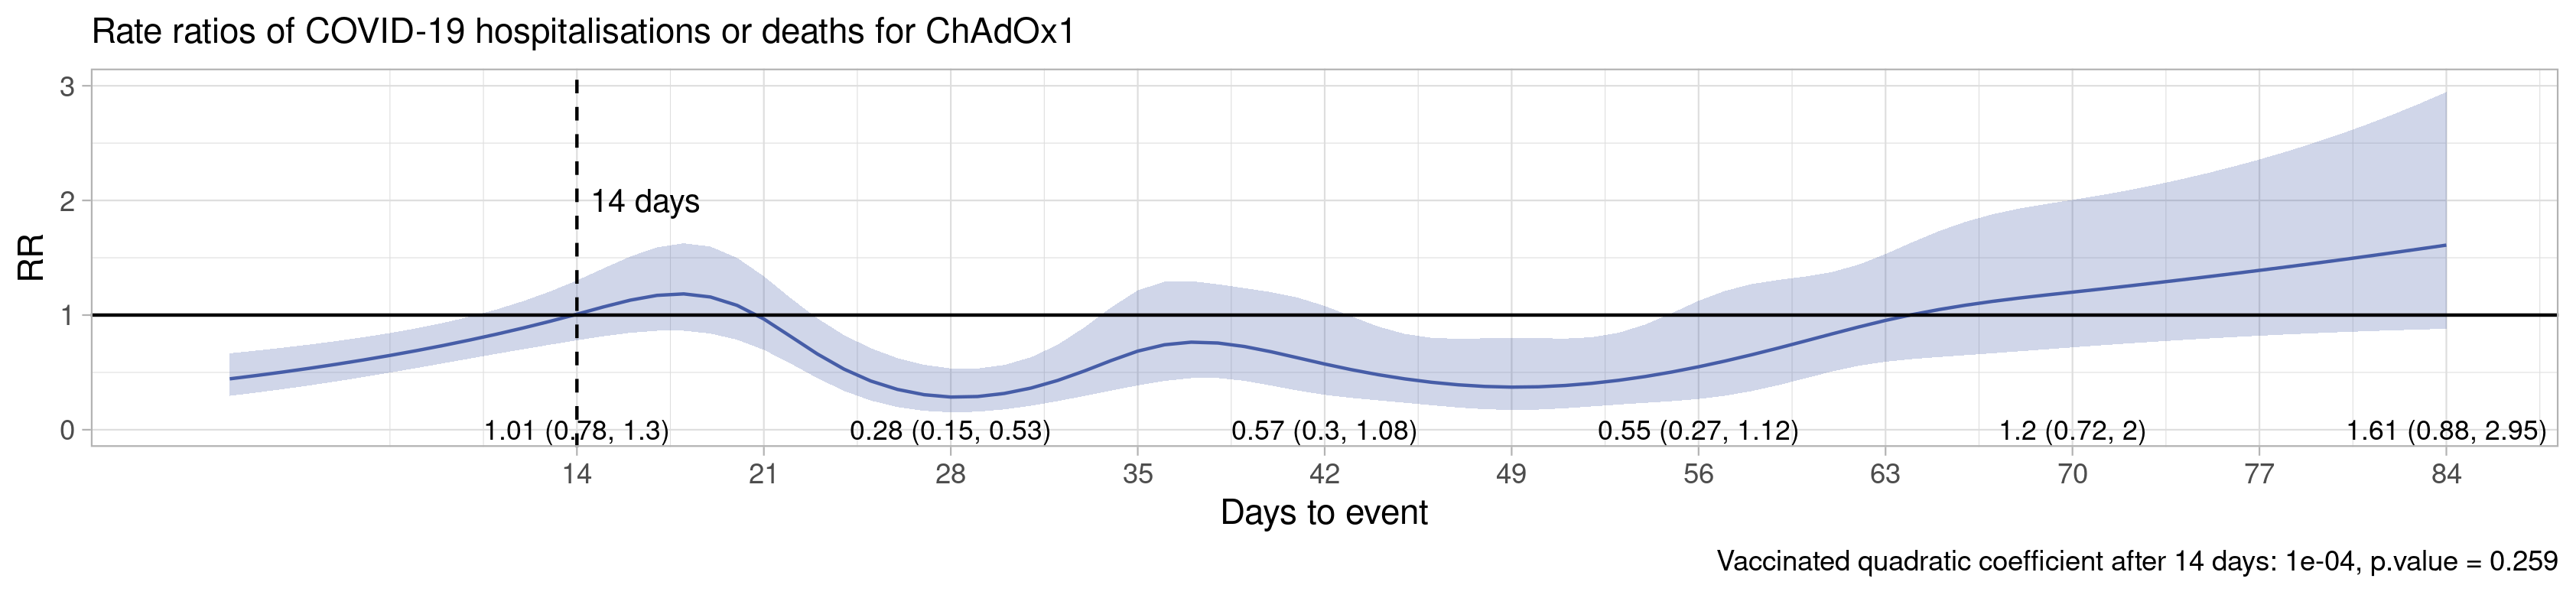 Rate ratios of COVID-19 hospitalisations or deaths for ChAdOx1
3
2
1
0
RR
14 days
1.01 (0.78, 1.3)
0.28 (0.15, 0.53)
0.57 (0.3, 1.08)
0.55 (0.27, 1.12)
1.2 (0.72, 2)
1.61 (0.88, 2.95)
14 21 28 35 42 49 56 63 70 77 84
Days to event
Vaccinated quadratic coefficient after 14 days: 1e-04, p.value = 0.259